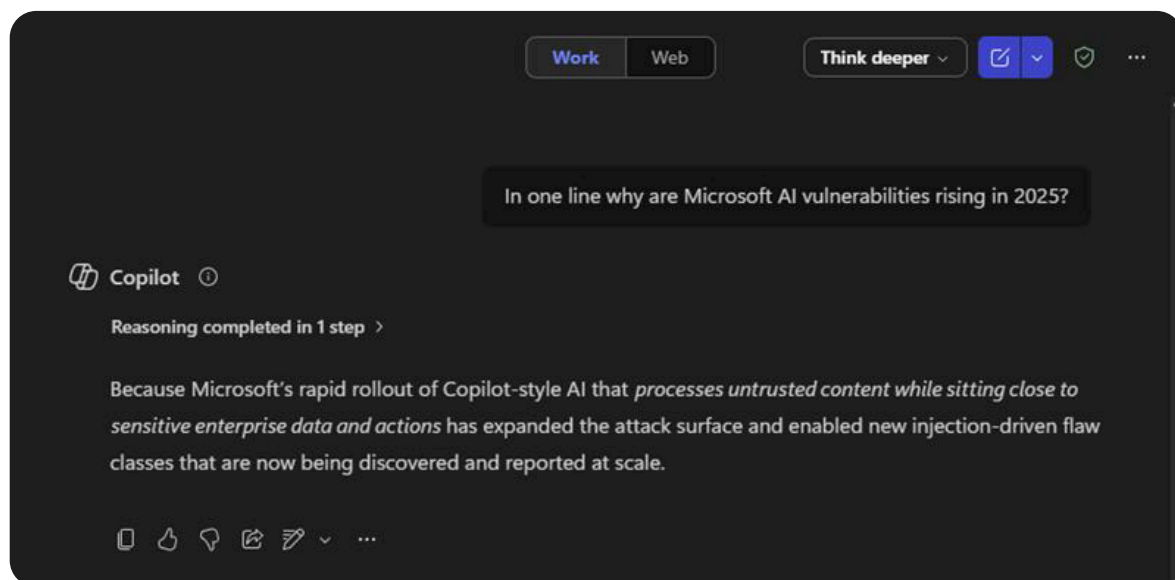 Work Web Think deeper
In one line why are Microsoft AI vulnerabilities rising in 2025?
Copilot
Reasoning completed in 1 step
Because Microsoft's rapid rollout of Copilot-style AI that processes untrusted content while sitting close to
sensitive enterprise data and actions has expanded the attack surface and enabled new injection-driven flaw
classes that are now being discovered and reported at scale.